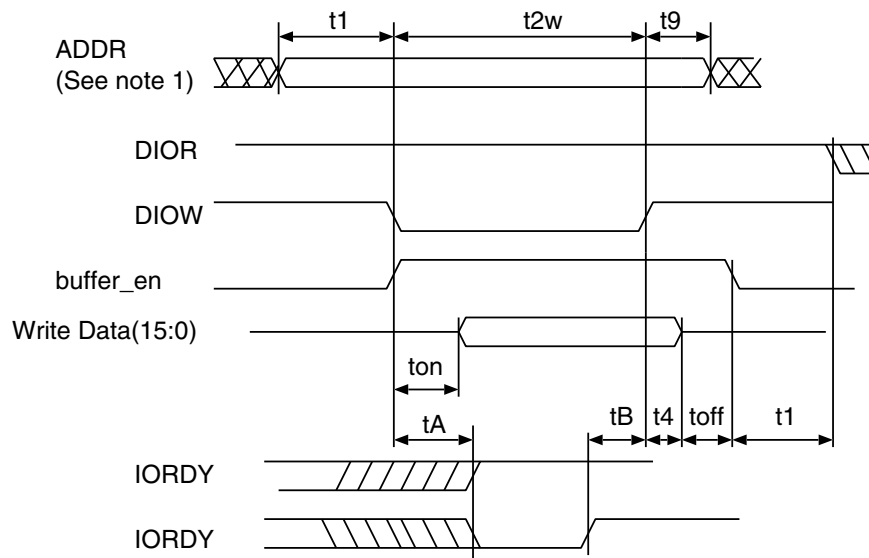 t1 t2w t9
ADDR
(See note 1)
DIOR
DIOW
buffer_en
Write Data(15:0)
ton
tA tB t4 toff t1
IORDY
IORDY